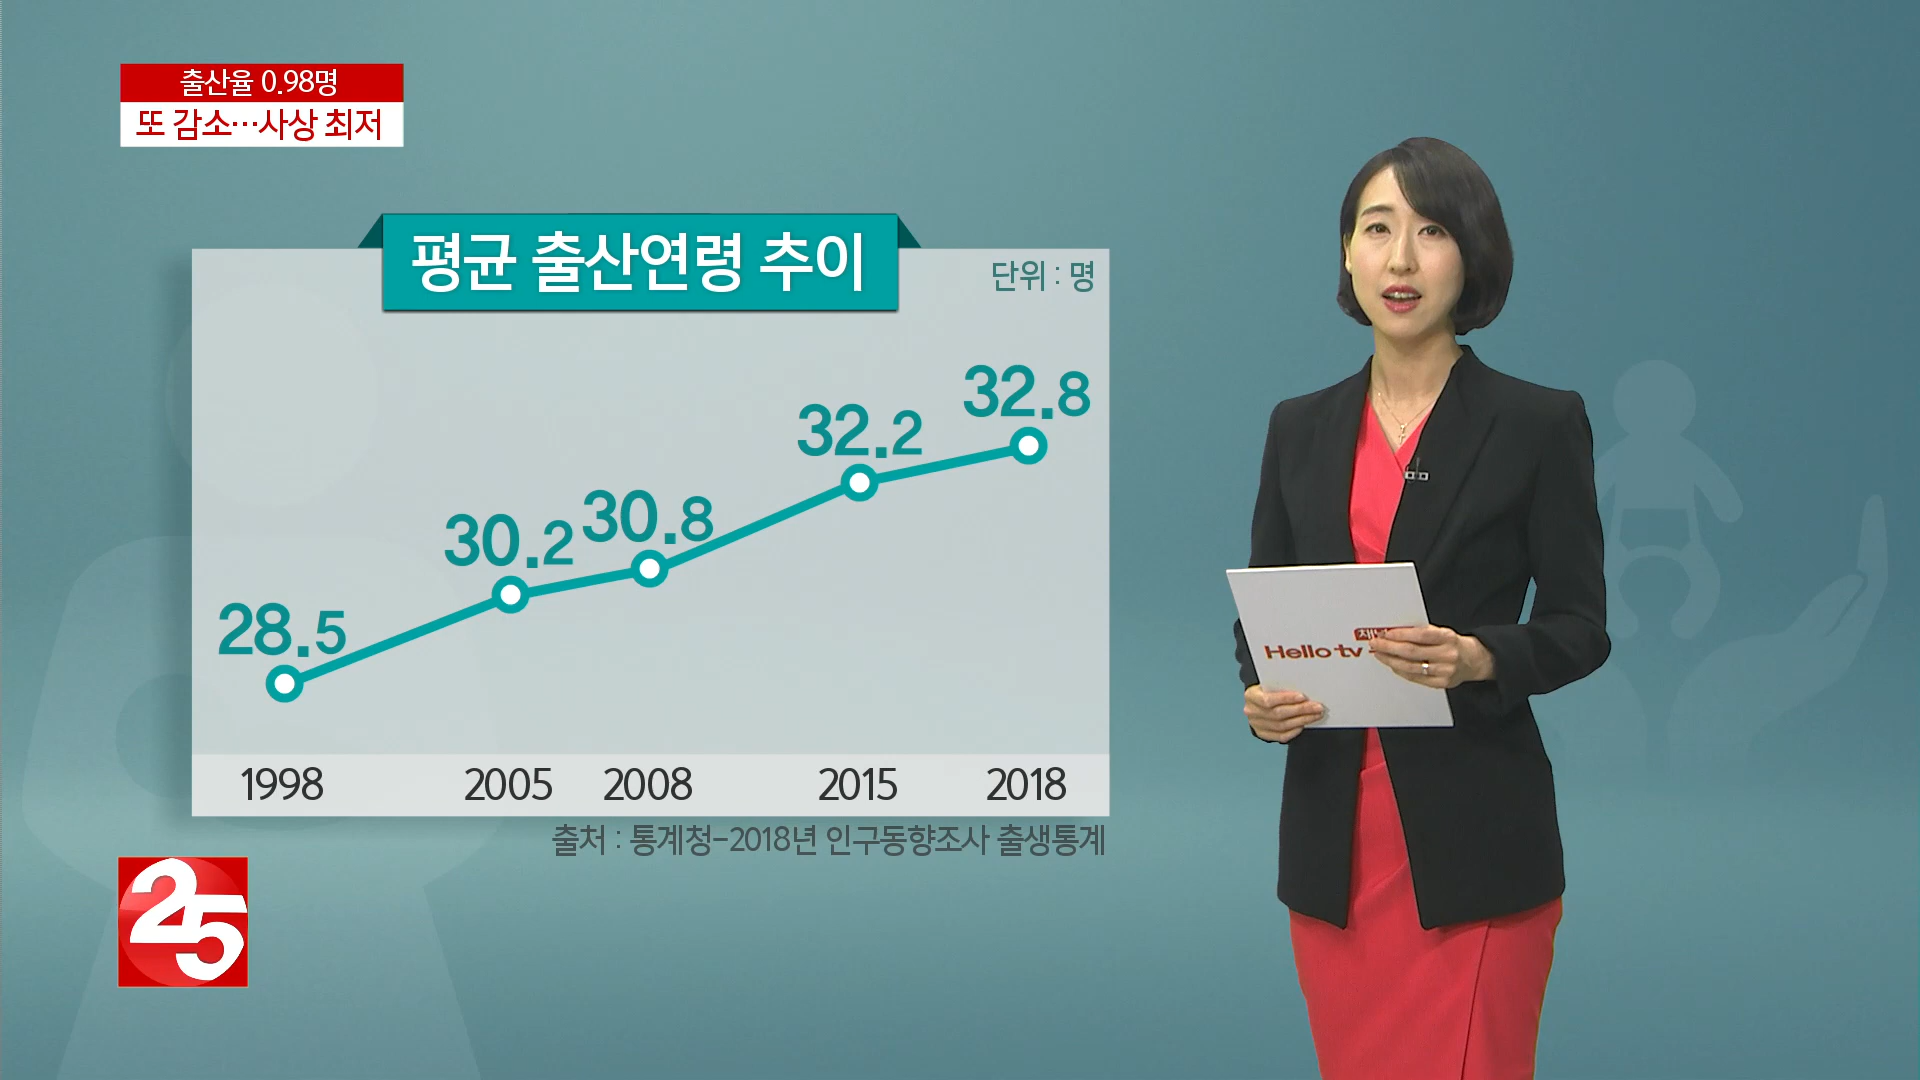 출산율 0.98명
또 감소…사상 최저
평균 출산연령 추이
단위 : 명
28.5
30.2
30.8
32.2
32.8
1998
2005
2008
2015
2018
출처 : 통계청-2018년 인구동향조사 출생통계
25
Hello tv